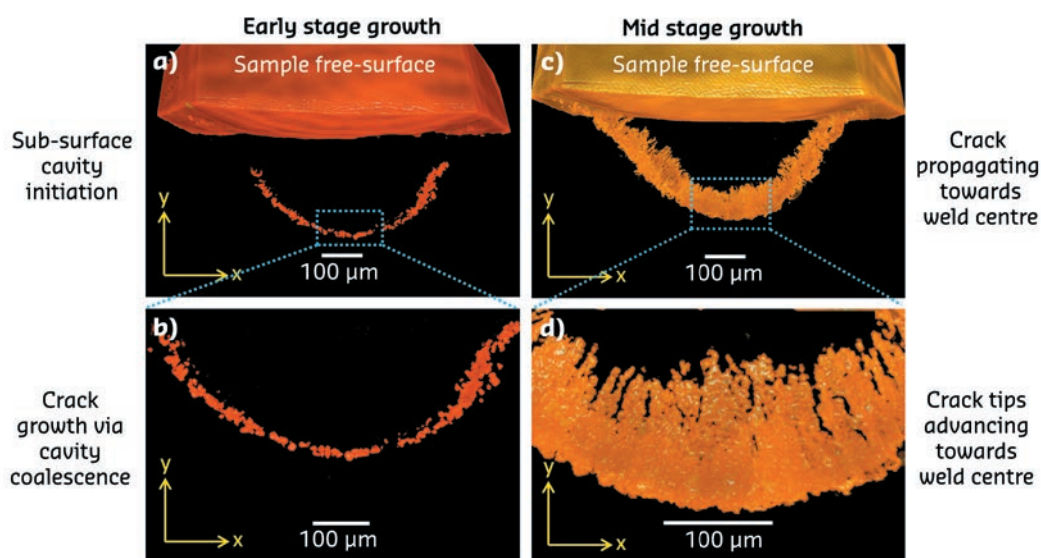 Early stage growth
Mid stage growth
a)
Sample free-surface
c)
Sample free-surface
Sub-surface
cavity
initiation
y
x
100 µm
y
x
100 µm
Crack
propagating
towards
weld centre
b)
d)
Crack
growth via
cavity
coalescence
y
x
100 µm
y
x
100 µm
Crack tips
advancing
towards
weld centre